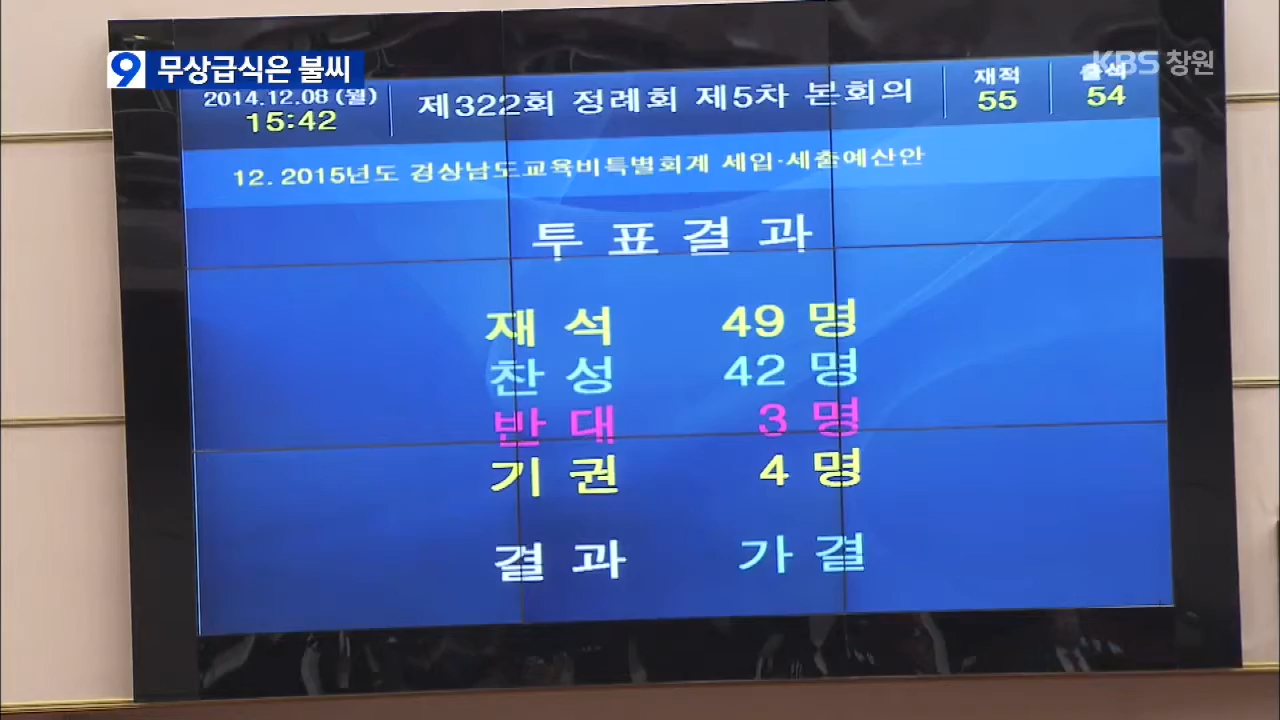 9 무상급식은 불씨
KBS 창원
2014.12.08 (월)
15:42
제322회 정례회 제5차 본회의
재적
55
출석
54
12. 2015년도 경상남도교육비특별회계 세입·세출예산안
투표결과
재석 49 명
찬성 42 명
반대 3 명
기권 4 명
결과 가결